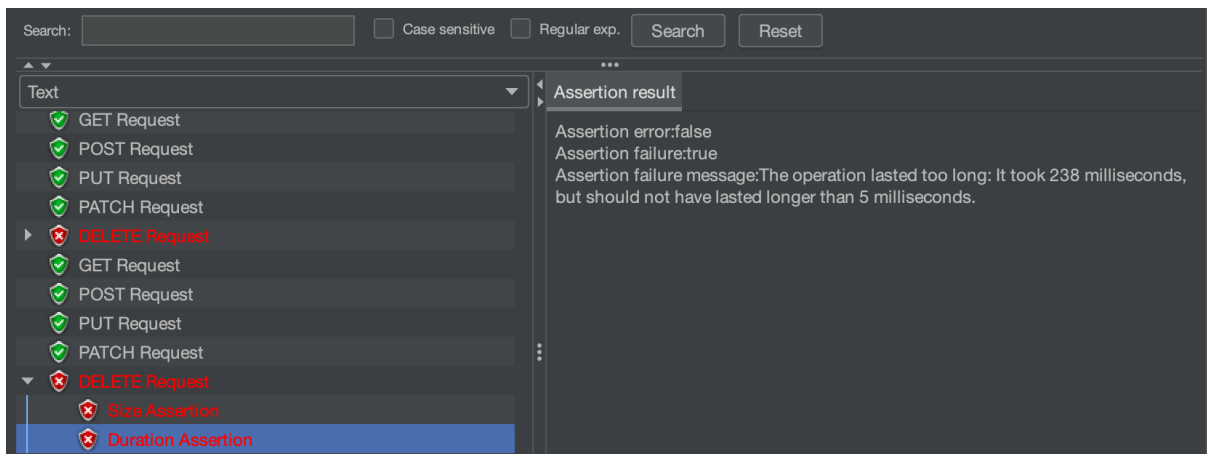 Search:
Case sensitive
Regular exp.
Search
Reset
Text
Assertion result
GET Request
POST Request
PUT Request
PATCH Request
DELETE Request
GET Request
POST Request
PUT Request
PATCH Request
DELETE Request
Size Assertion
Duration Assertion
Assertion error:false
Assertion failure:true
Assertion failure message:The operation lasted too long: It took 238 milliseconds,
but should not have lasted longer than 5 milliseconds.